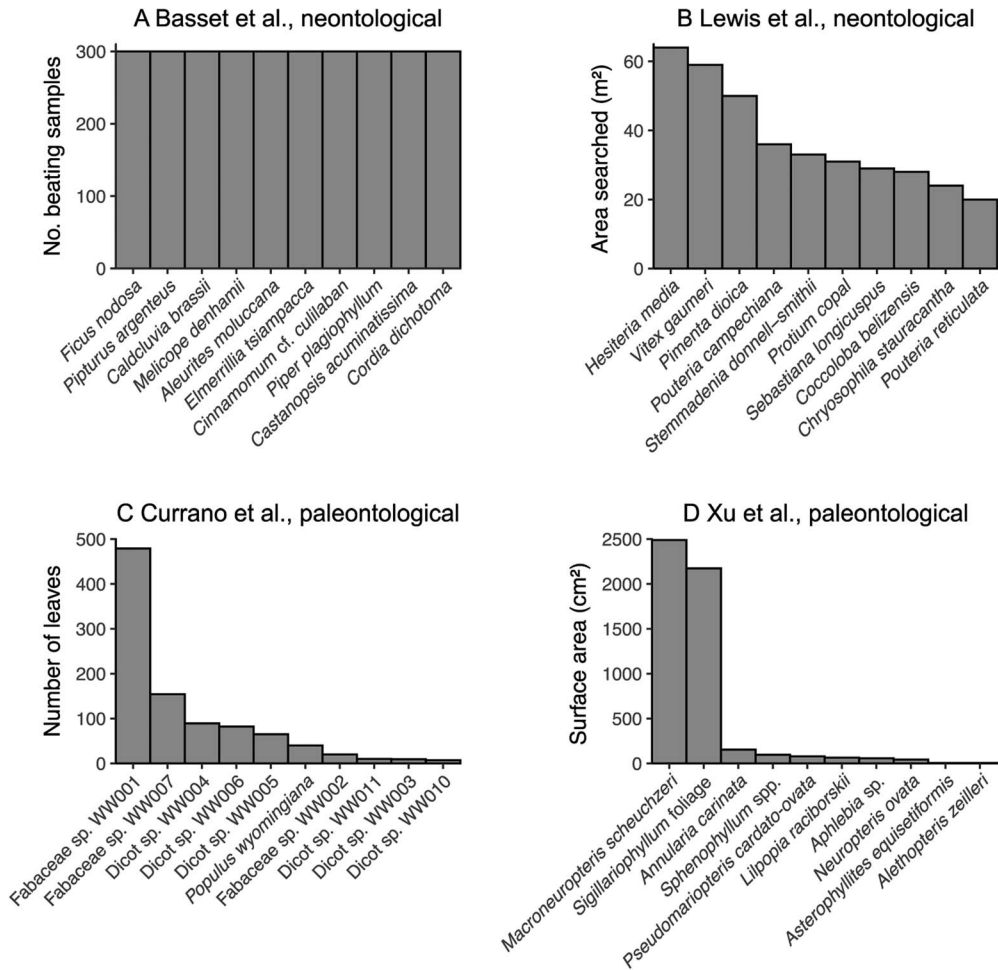 A Basset et al., neontological
No. beating samples
300
200
100
0
Ficus nodosa
Pipturus argenteus
Caldcluvia brassii
Melicope denhamii
Aleurites moluccana
Elmerrillia tsiampacca
Cinnamomum cf. culilaban
Piper plagiophyllum
Castanopsis acuminatissima
Cordia dichotoma
B Lewis et al., neontological
Area searched (m²)
60
40
20
0
Hesiteria media
Vitex gaumeri
Pimenta dioica
Pouteria campechiana
Stemmadenia donnell–smithii
Protium copal
Sebastiana longicuspus
Coccoloba belizensis
Chryosophila stauracantha
Pouteria reticulata
C Currano et al., paleontological
Number of leaves
500
400
300
200
100
0
Fabaceae sp. WW001
Fabaceae sp. WW007
Dicot sp. WW004
Dicot sp. WW006
Dicot sp. WW005
Populus wyomingiana
Fabaceae sp. WW002
Dicot sp. WW011
Dicot sp. WW003
Dicot sp. WW010
D Xu et al., paleontological
Surface area (cm²)
2500
2000
1500
1000
500
0
Macroneuropteris scheuchzeri
Sigillariophyllum foliage
Annularia carinata
Sphenophyllum spp.
Pseudomariopteris cardato-ovata
Lilpopia raciborskii
Aphlebia sp.
Neuropteris ovata
Asterophyllites equisetiformis
Alethopteris zeilleri